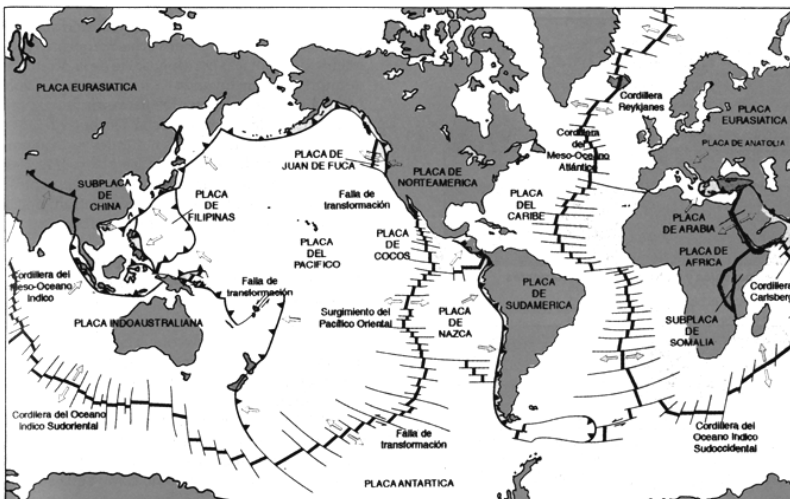 PLACA EURASIATICA
Cordillera
Reykjanes
PLACA
EURASIATICA
PLACA DE ANATOLIA
Cordillera
del
Meso-Oceano
Atlántico
PLACA DE
JUAN DE FUCA
PLACA DE
NORTEAMERICA
SUBPLACA
DE
CHINA
PLACA
DE
FILIPINAS
Falla de
transformación
PLACA
DEL
CARIBE
PLACA
DE ARABIA
PLACA
DEL
PACIFICO
PLACA
DE
COCOS
PLACA DE
AFRICA
Cordillera del
Meso-Oceano
Indico
Falla de
transformación
PLACA
DE
SUDAMERICA
Cordillera
Carlsberg
PLACA INDOAUSTRALIANA
Surgimiento del
Pacífico Oriental
PLACA
DE
NAZCA
SUBPLACA
DE
SOMALIA
Cordillera del Oceano
Indico Sudoriental
Falla de
transformación
Cordillera del
Oceano Indico
Sudoccidental
PLACA ANTARTICA